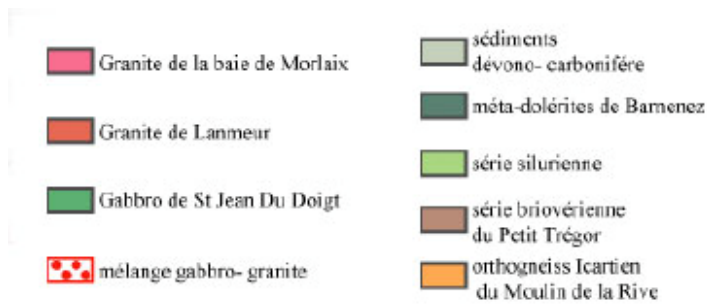 Granite de la baie de Morlaix
Granite de Lanmeur
Gabbro de St Jean Du Doigt
mélange gabbro- granite
sédiments
dévono- carbonifére
méta-dolérites de Barnenez
série silurienne
série briovérienne
du Petit Trégor
orthogneiss Icartien
du Moulin de la Rive